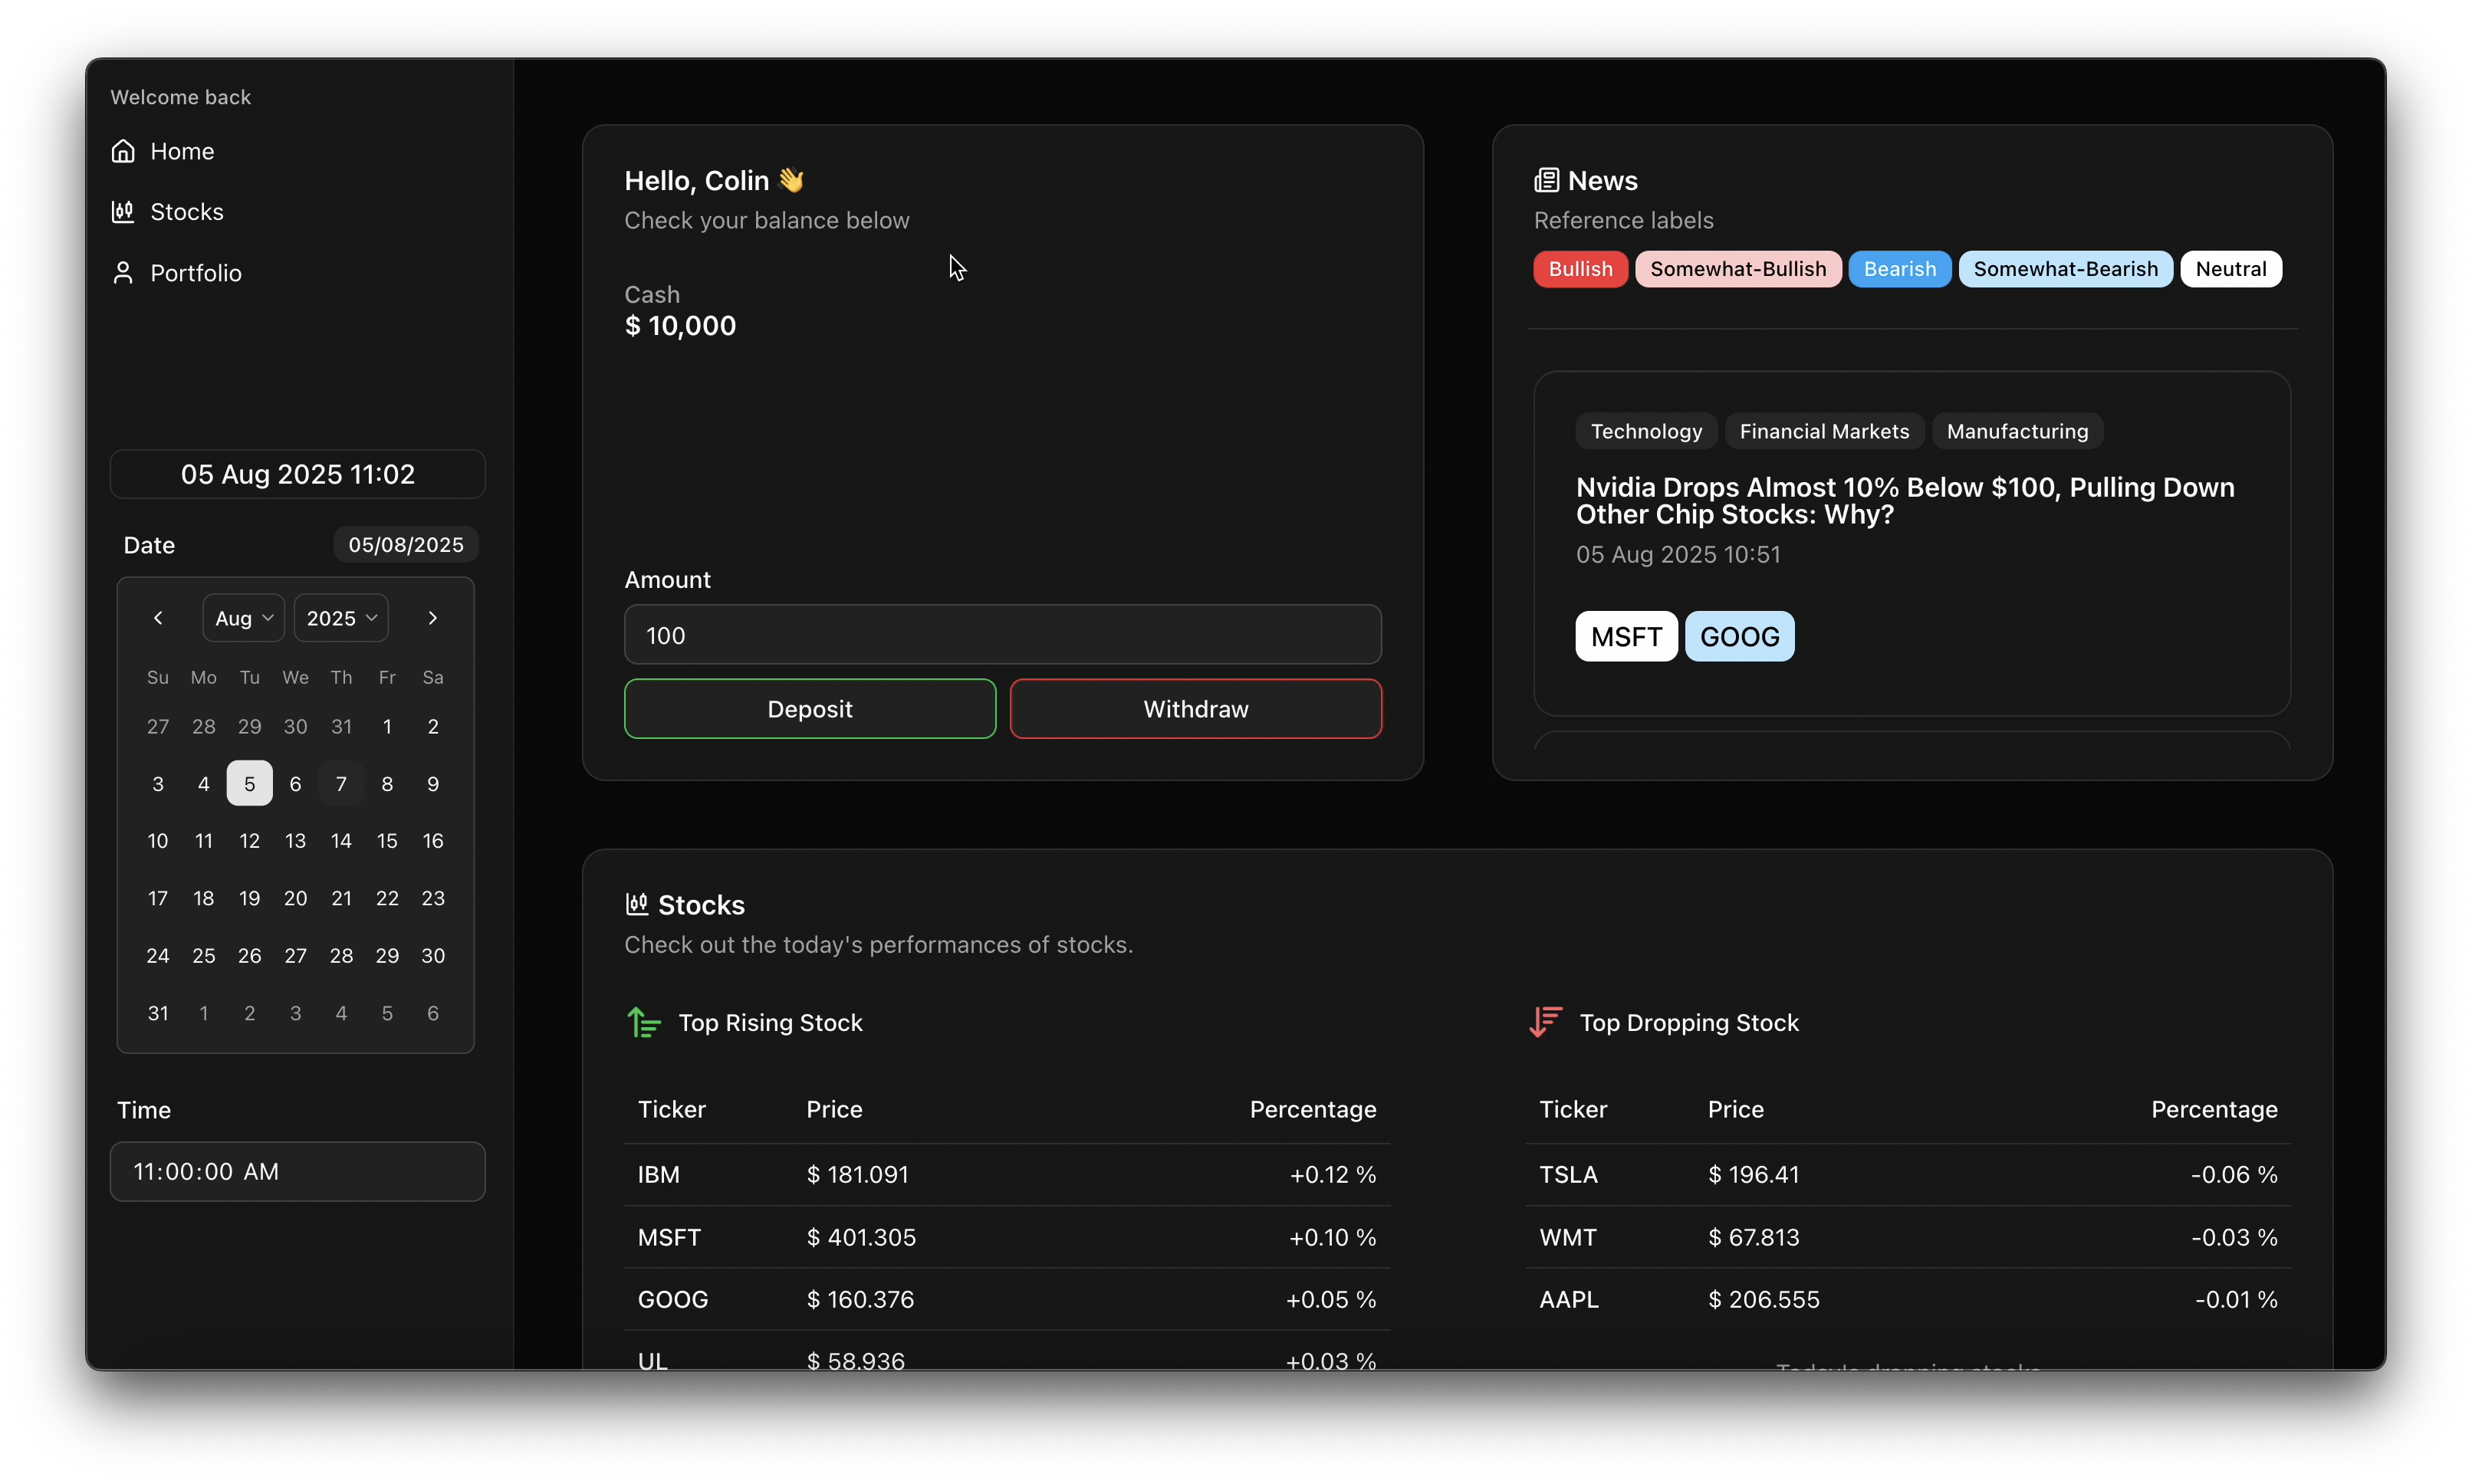 Welcome back
Home
Stocks
Portfolio
05 Aug 2025 11:02
Date 05/08/2025
Aug 2025
Su Mo Tu We Th Fr Sa
27 28 29 30 31 1 2
3 4 5 6 7 8 9
10 11 12 13 14 15 16
17 18 19 20 21 22 23
24 25 26 27 28 29 30
31 1 2 3 4 5 6
Time
11:00:00 AM
Hello, Colin 👋
Check your balance below
Cash
$ 10,000
Amount
100
Deposit Withdraw
News
Reference labels
Bullish Somewhat-Bullish Bearish Somewhat-Bearish Neutral
Technology Financial Markets Manufacturing
Nvidia Drops Almost 10% Below $100, Pulling Down
Other Chip Stocks: Why?
05 Aug 2025 10:51
MSFT GOOG
Stocks
Check out the today's performances of stocks.
Top Rising Stock
Ticker Price Percentage
IBM $ 181.091 +0.12 %
MSFT $ 401.305 +0.10 %
GOOG $ 160.376 +0.05 %
UL $ 58.936 +0.03 %
Top Dropping Stock
Ticker Price Percentage
TSLA $ 196.41 -0.06 %
WMT $ 67.813 -0.03 %
AAPL $ 206.555 -0.01 %
Today's dropping stocks